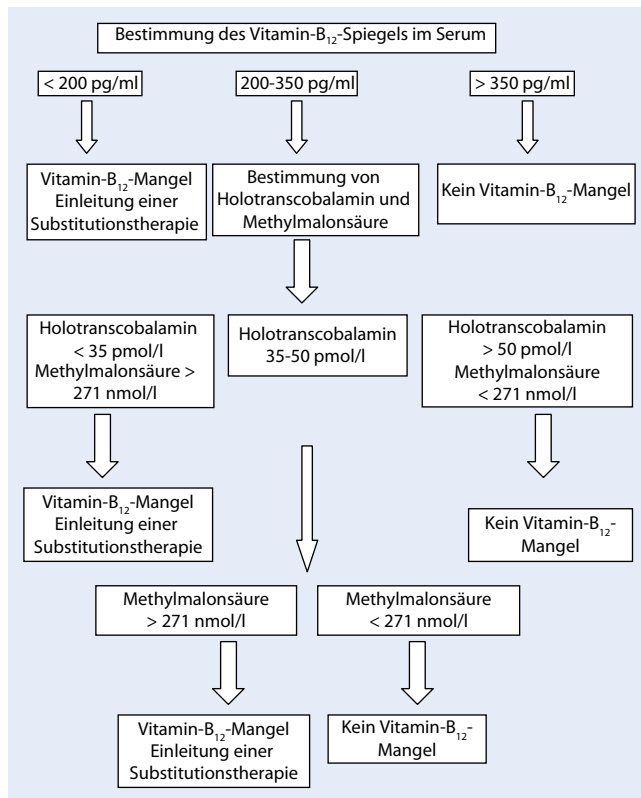 Bestimmung des Vitamin-B₁₂-Spiegels im Serum
< 200 pg/ml
200-350 pg/ml
> 350 pg/ml
Vitamin-B₁₂-Mangel
Einleitung einer
Substitutionstherapie
Bestimmung von
Holotranscobalamin und
Methylmalonsäure
Kein Vitamin-B₁₂-Mangel
Holotranscobalamin
< 35 pmol/l
Methylmalonsäure >
271 nmol/l
Holotranscobalamin
35-50 pmol/l
Holotranscobalamin
> 50 pmol/l
Methylmalonsäure
< 271 nmol/l
Vitamin-B₁₂-Mangel
Einleitung einer
Substitutionstherapie
Kein Vitamin-B₁₂-
Mangel
Methylmalonsäure
> 271 nmol/l
Methylmalonsäure
< 271 nmol/l
Vitamin-B₁₂-Mangel
Einleitung einer
Substitutionstherapie
Kein Vitamin-B₁₂-
Mangel